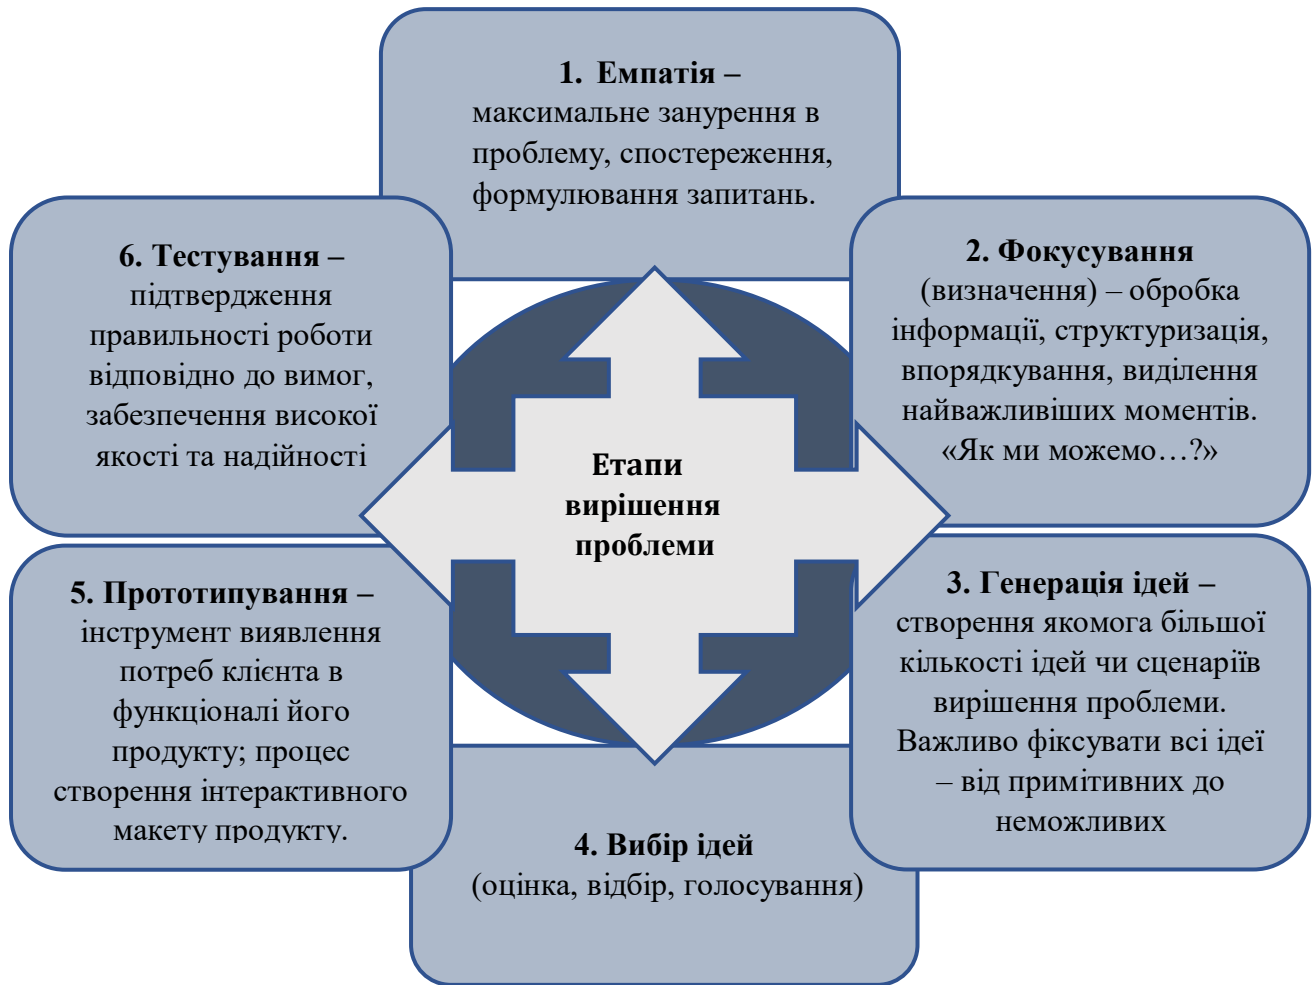 1. Емпатія –
максимальне занурення в
проблему, спостереження,
формулювання запитань.
2. Фокусування
(визначення) – обробка
інформації, структуризація,
впорядкування, виділення
найважливіших моментів.
«Як ми можемо…?»
3. Генерація ідей –
створення якомога більшої
кількості ідей чи сценаріїв
вирішення проблеми.
Важливо фіксувати всі ідеї
– від примітивних до
неможливих
4. Вибір ідей
(оцінка, відбір, голосування)
5. Прототипування –
інструмент виявлення
потреб клієнта в
функціоналі його
продукту; процес
створення інтерактивного
макету продукту.
6. Тестування –
підтвердження
правильності роботи
відповідно до вимог,
забезпечення високої
якості та надійності
Етапи
вирішення
проблеми